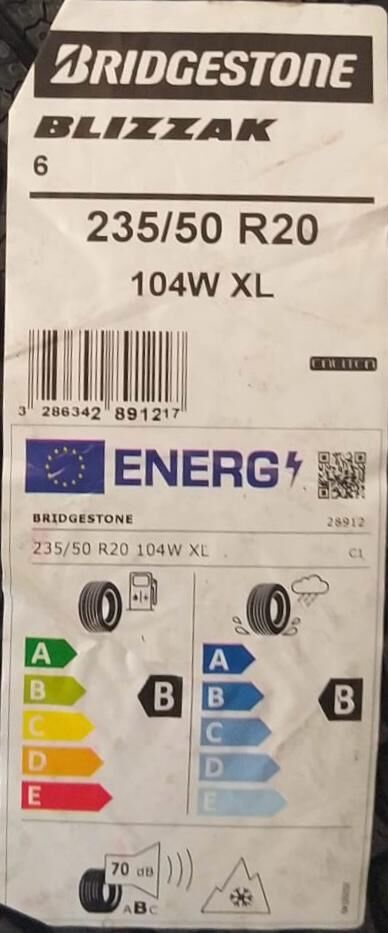 BRIDGESTONE
BLIZZAK
6
235/50 R20
104W XL
3 286342 891217
ENERG
BRIDGESTONE 28912
235/50 R20 104W XL C1
A A
B B B B
C C
D D
E E
70 dB
ABC